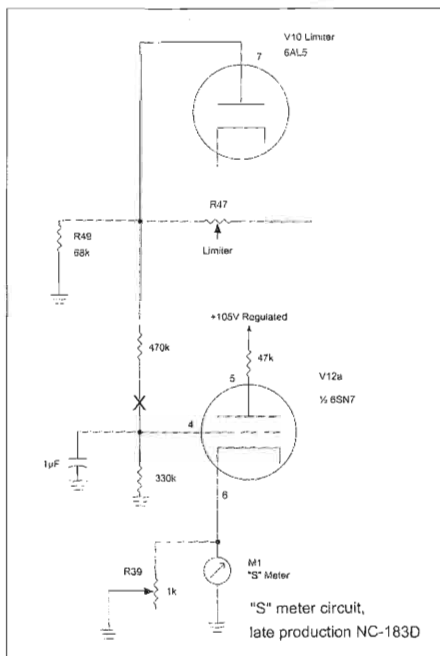 V10 Limiter
6AL5
7
R47
R49
68k
Limiter
+105V Regulated
470k
47k
5
V12a
½ 6SN7
4
1µF
330k
6
R39
1k
M1
"S" Meter
"S" meter circuit,
late production NC-183D